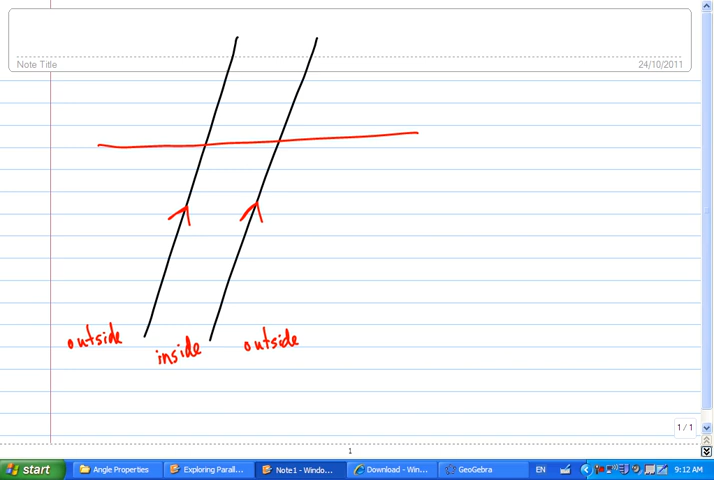 Note Title
24/10/2011
outside
inside
outside
1 / 1
1
start
Angle Properties
Exploring Parall...
Note1 - Windo...
Download - Win...
GeoGebra
EN
9:12 AM